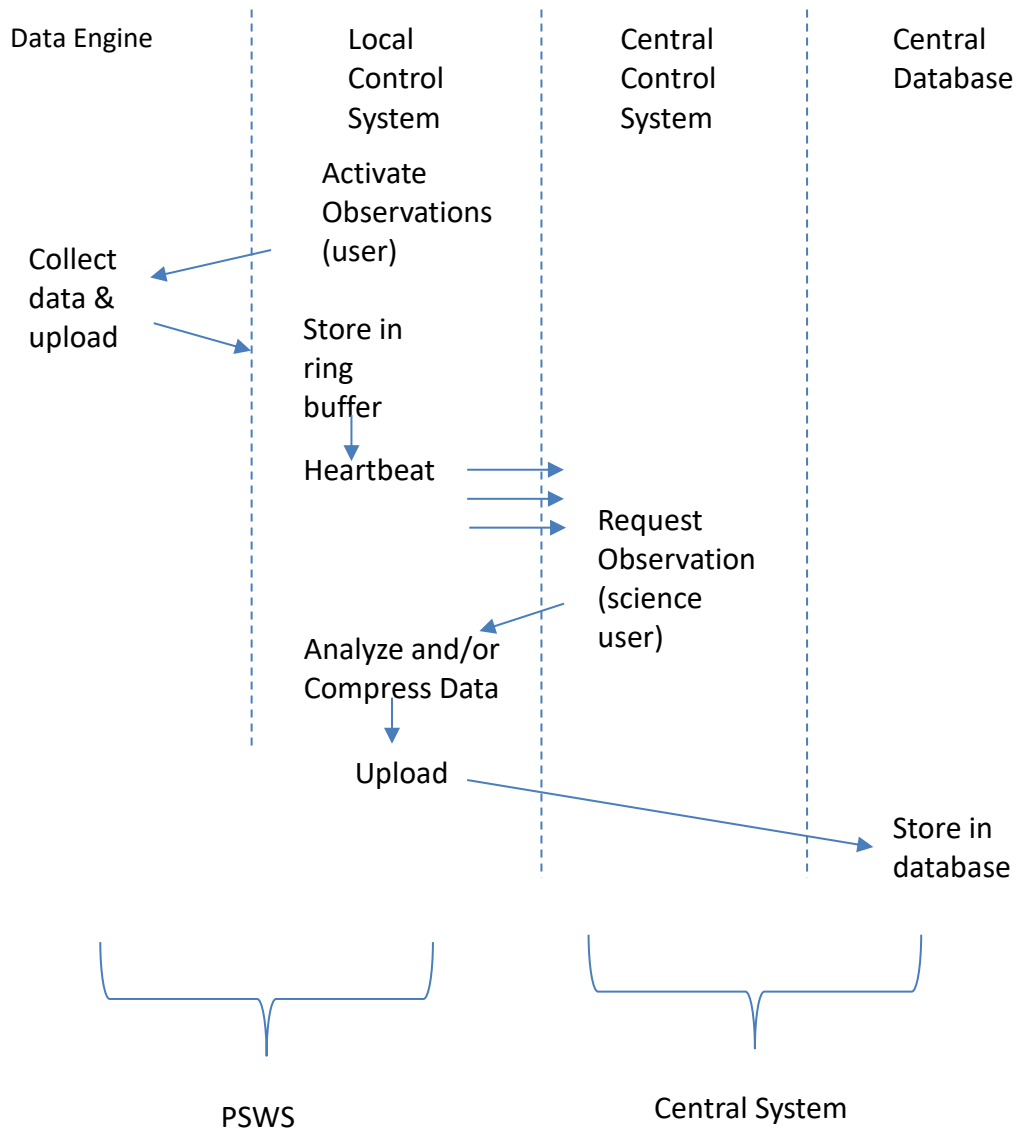 Data Engine
Local
Control
System
Central
Control
System
Central
Database
Activate
Observations
(user)
Collect
data &
upload
Store in
ring
buffer
Heartbeat
Request
Observation
(science
user)
Analyze and/or
Compress Data
Upload
Store in
database
PSWS
Central System